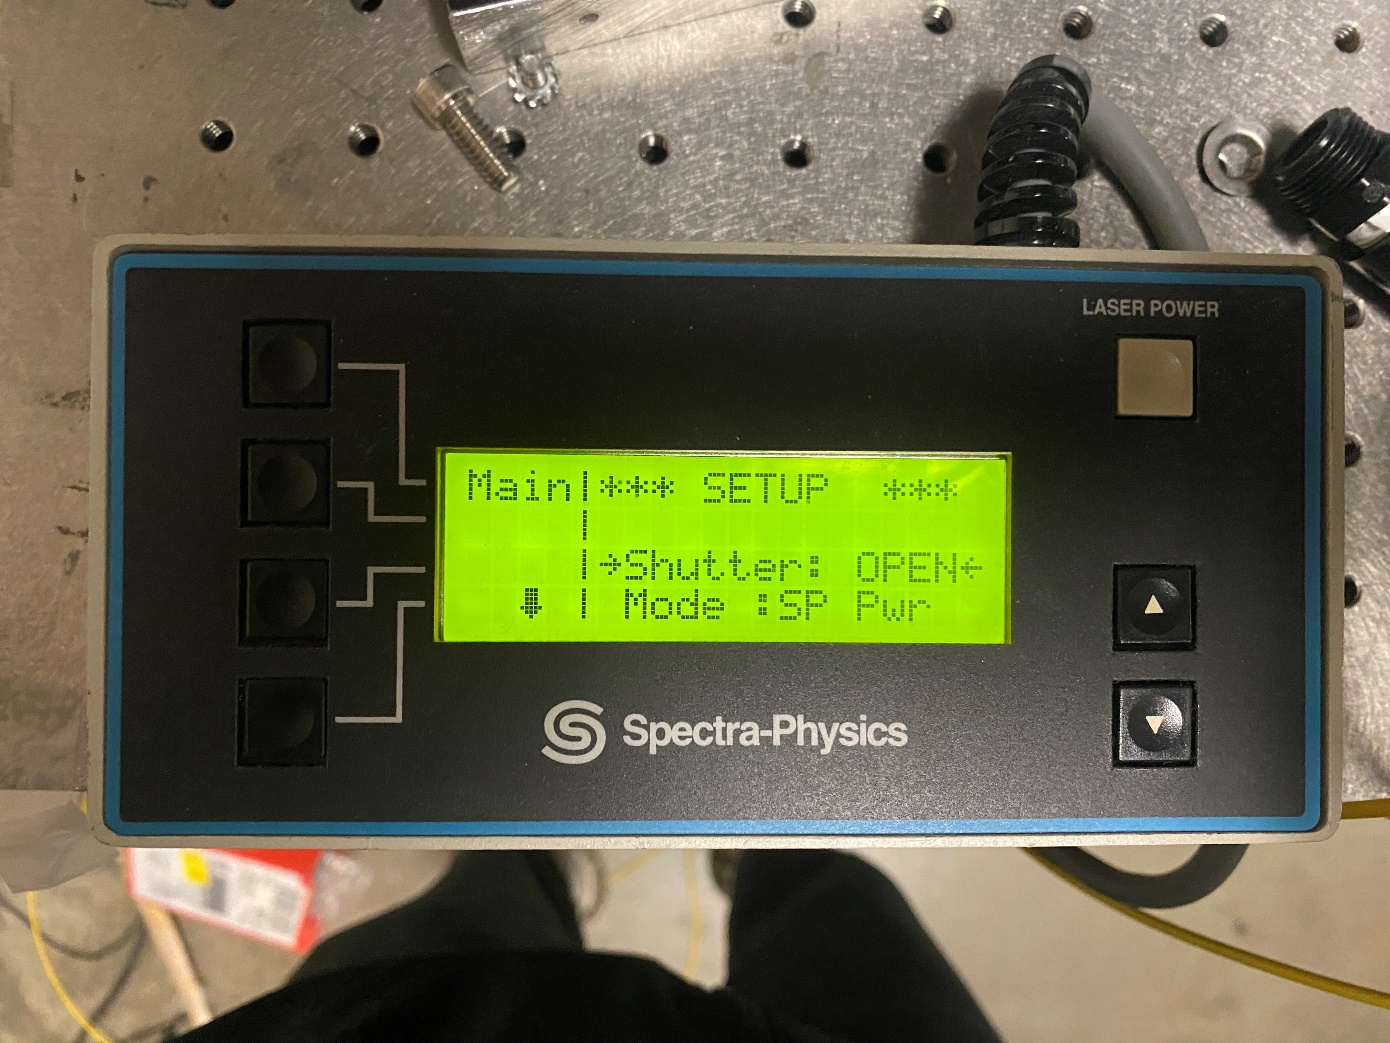 LASER POWER
Main|*** SETUP ***
|
|→Shutter: OPEN←
↓ | Mode :SP Pwr
Spectra-Physics